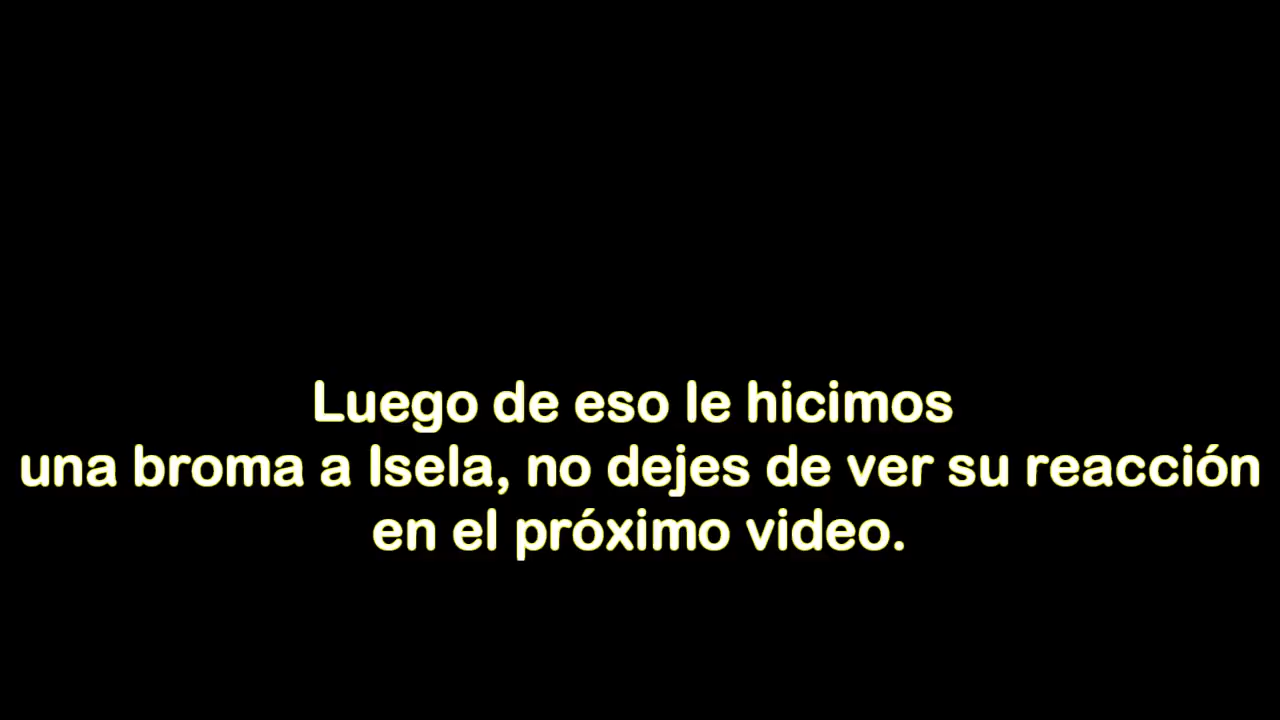 Luego de eso le hicimos
una broma a Isela, no dejes de ver su reacción
en el próximo video.